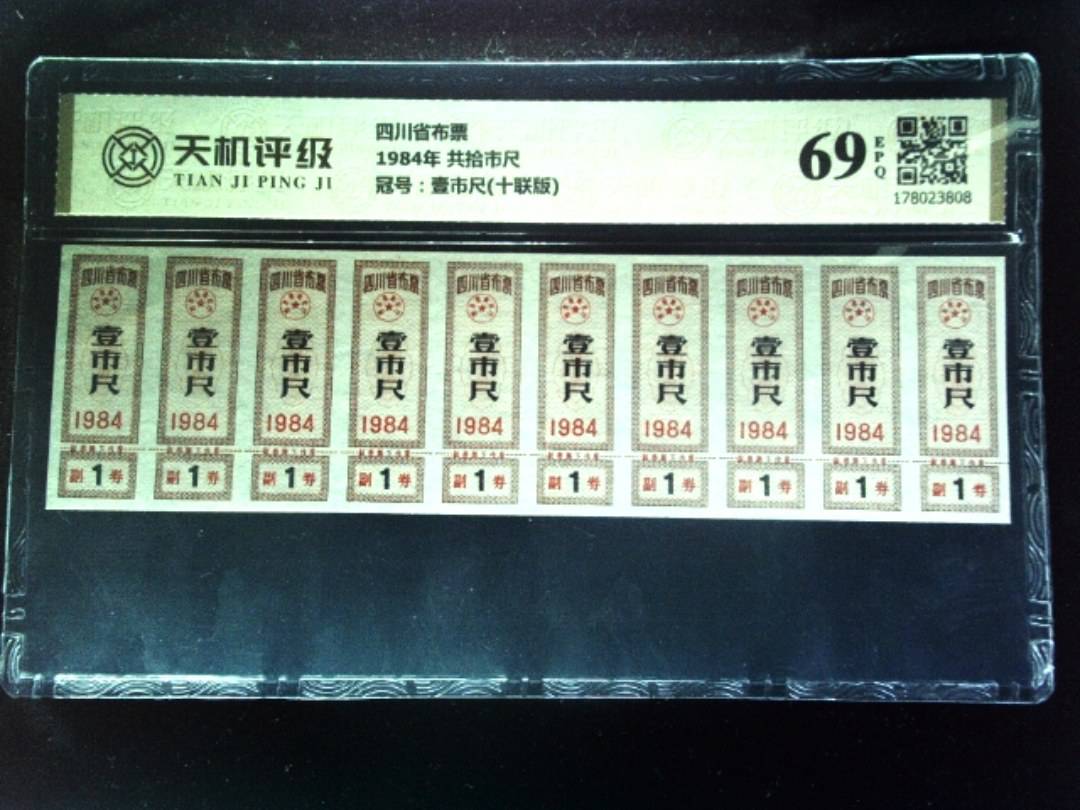 天机评级
TIAN JI PING JI
四川省布票
1984年 共拾市尺
冠号：壹市尺(十联版)
69
EPQ
178023808
四川省布票 四川省布票 四川省布票 四川省布票 四川省布票 四川省布票 四川省布票 四川省布票 四川省布票 四川省布票
壹市尺 壹市尺 壹市尺 壹市尺 壹市尺 壹市尺 壹市尺 壹市尺 壹市尺 壹市尺
1984 1984 1984 1984 1984 1984 1984 1984 1984 1984
副1券 副1券 副1券 副1券 副1券 副1券 副1券 副1券 副1券 副1券